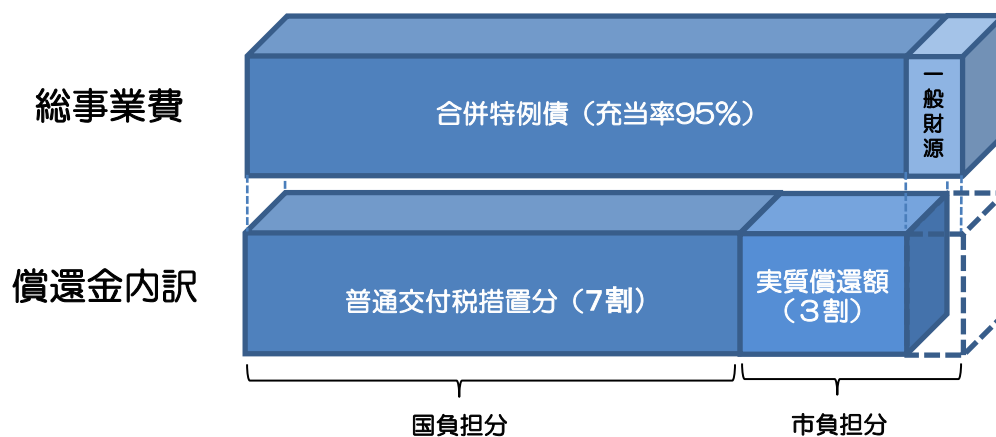 総事業費
合併特例債（充当率95%）
一般財源
償還金内訳
普通交付税措置分（7割）
実質償還額
（３割）
国負担分
市負担分